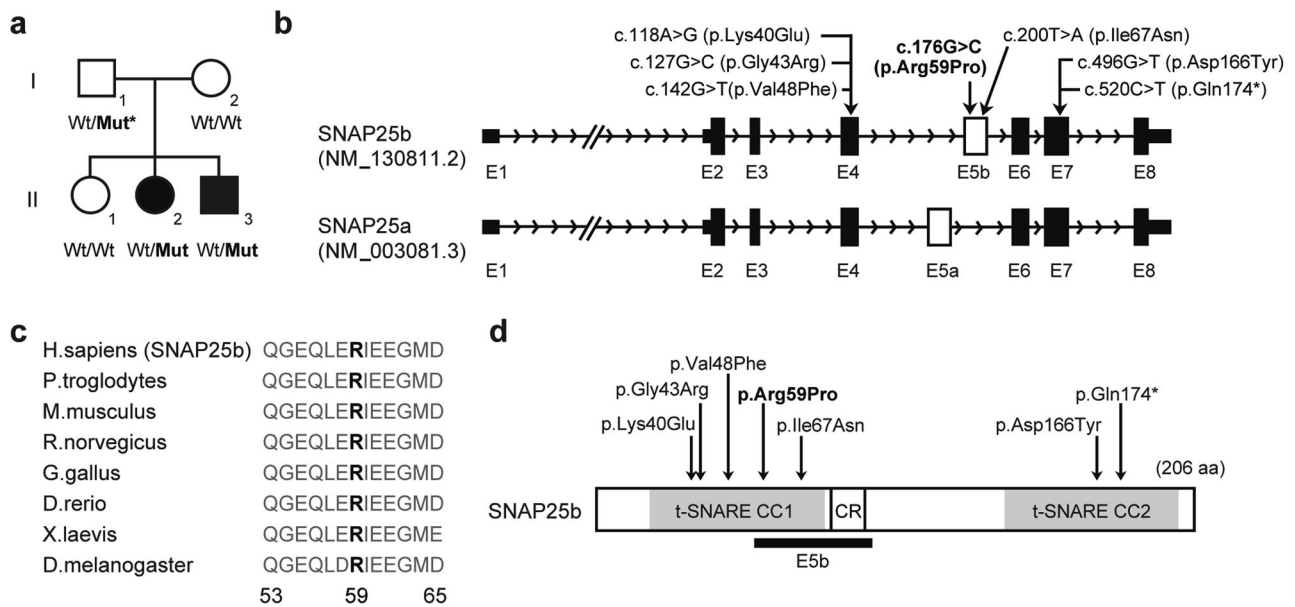 a
I
1
2
Wt/Mut*
Wt/Wt
II
1
2
3
Wt/Wt
Wt/Mut
Wt/Mut
b
c.118A>G (p.Lys40Glu)
c.127G>C (p.Gly43Arg)
c.142G>T(p.Val48Phe)
c.176G>C
(p.Arg59Pro)
c.200T>A (p.Ile67Asn)
c.496G>T (p.Asp166Tyr)
c.520C>T (p.Gln174*)
SNAP25b
(NM_130811.2)
E1 E2 E3 E4 E5b E6 E7 E8
SNAP25a
(NM_003081.3)
E1 E2 E3 E4 E5a E6 E7 E8
c
H.sapiens (SNAP25b) QGEQLERIEEGMD
P.troglodytes QGEQLERIEEGMD
M.musculus QGEQLERIEEGMD
R.norvegicus QGEQLERIEEGMD
G.gallus QGEQLERIEEGMD
D.rerio QGEQLERIEEGMD
X.laevis QGEQLERIEEGME
D.melanogaster QGEQLDRIEEGMD
53 59 65
d
p.Val48Phe
p.Gly43Arg
p.Arg59Pro
p.Gln174*
p.Lys40Glu
p.Ile67Asn
p.Asp166Tyr
(206 aa)
SNAP25b
t-SNARE CC1
CR
t-SNARE CC2
E5b